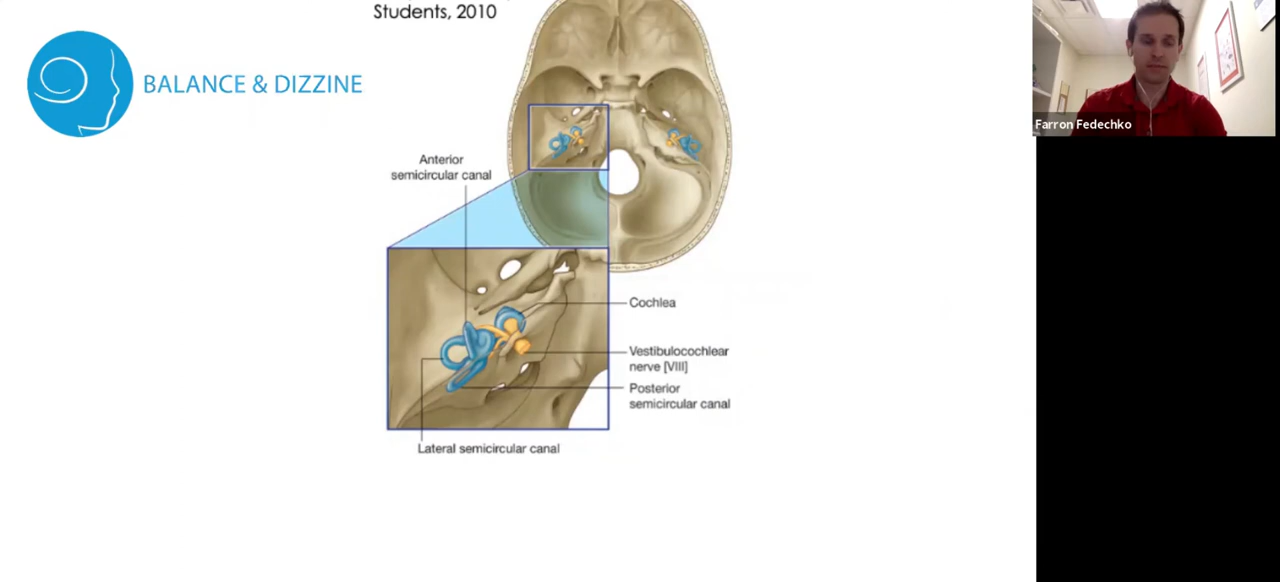 Students, 2010
BALANCE & DIZZINE
Farron Fedechko
Anterior
semicircular canal
Cochlea
Vestibulocochlear
nerve [VIII]
Posterior
semicircular canal
Lateral semicircular canal